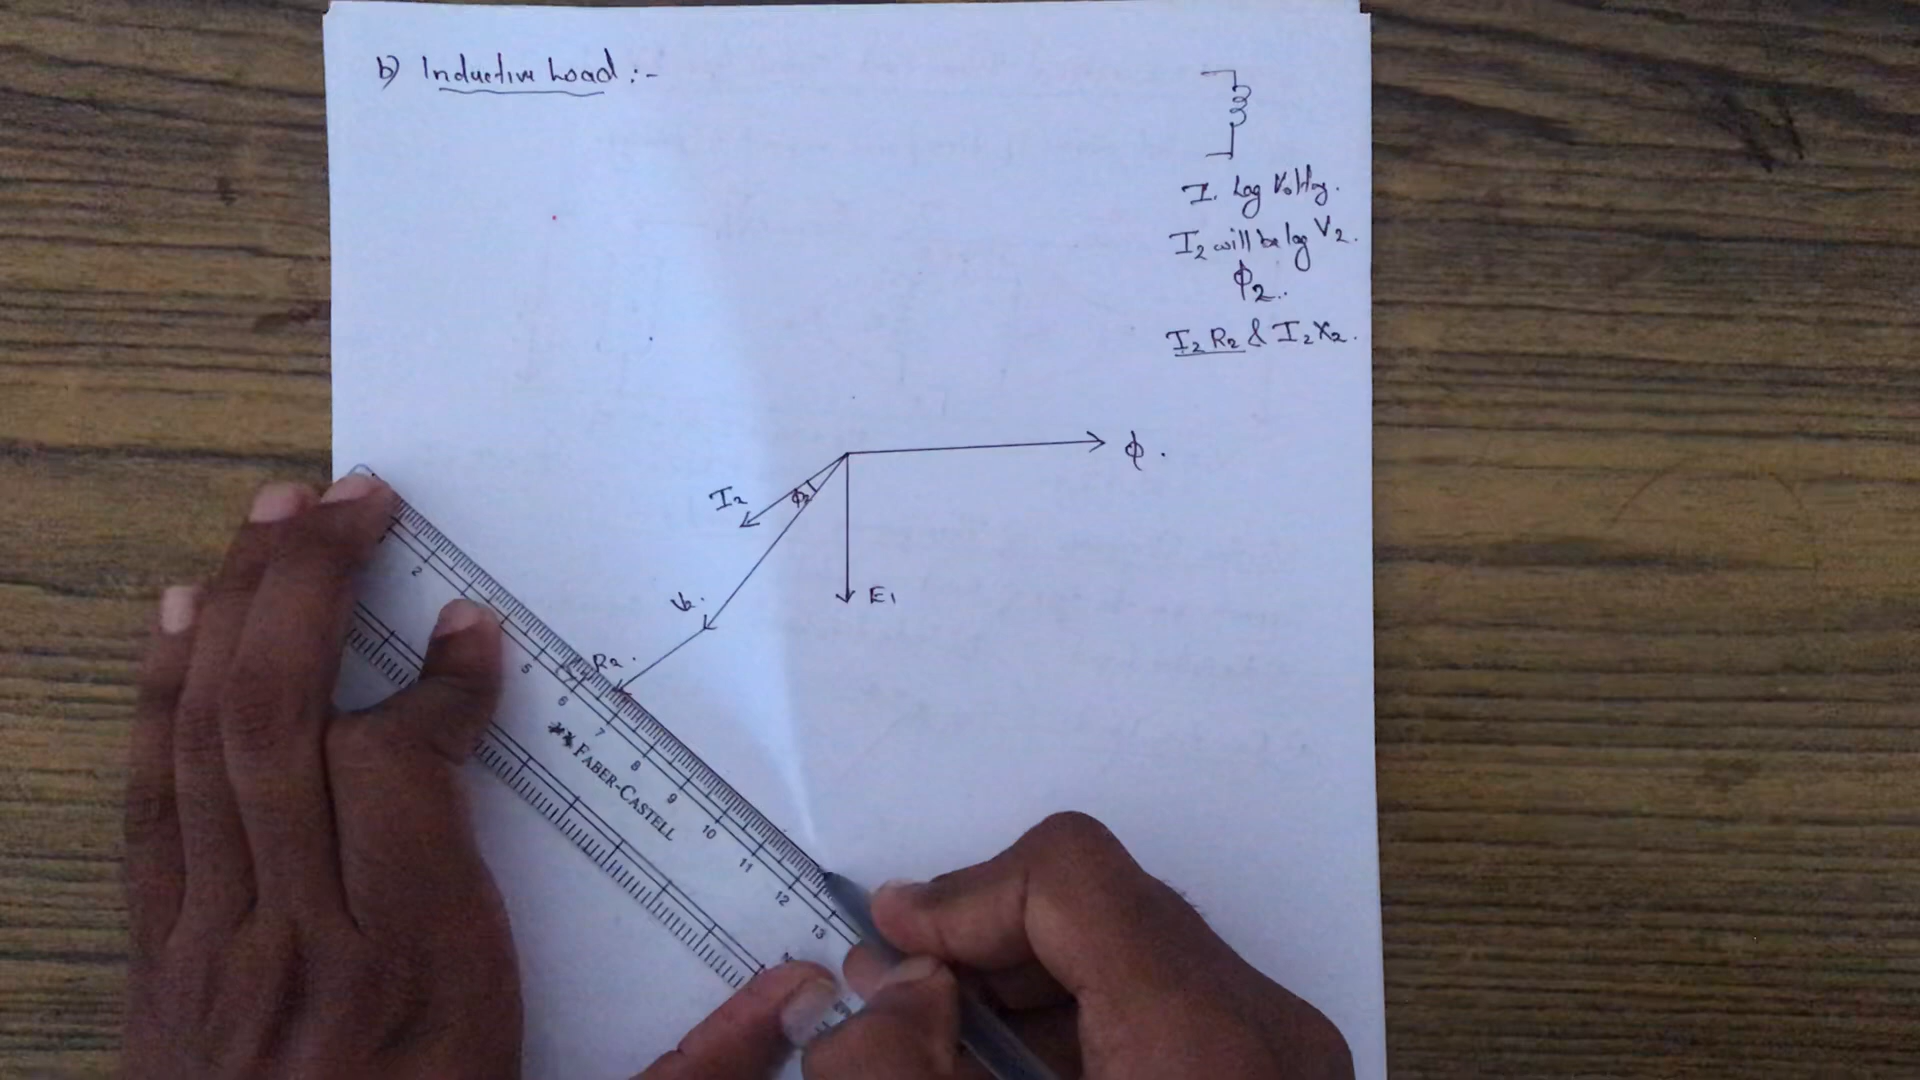 b) Inductive Load :-
I. Lag Voltag.
I2 will be lag V2.
ϕ2..
I2 R2 & I2 X2.
ϕ.
I2
ϕ2
V2.
E1
R2.
2
5
6
7
8
9
10
11
12
13
FABER-CASTELL